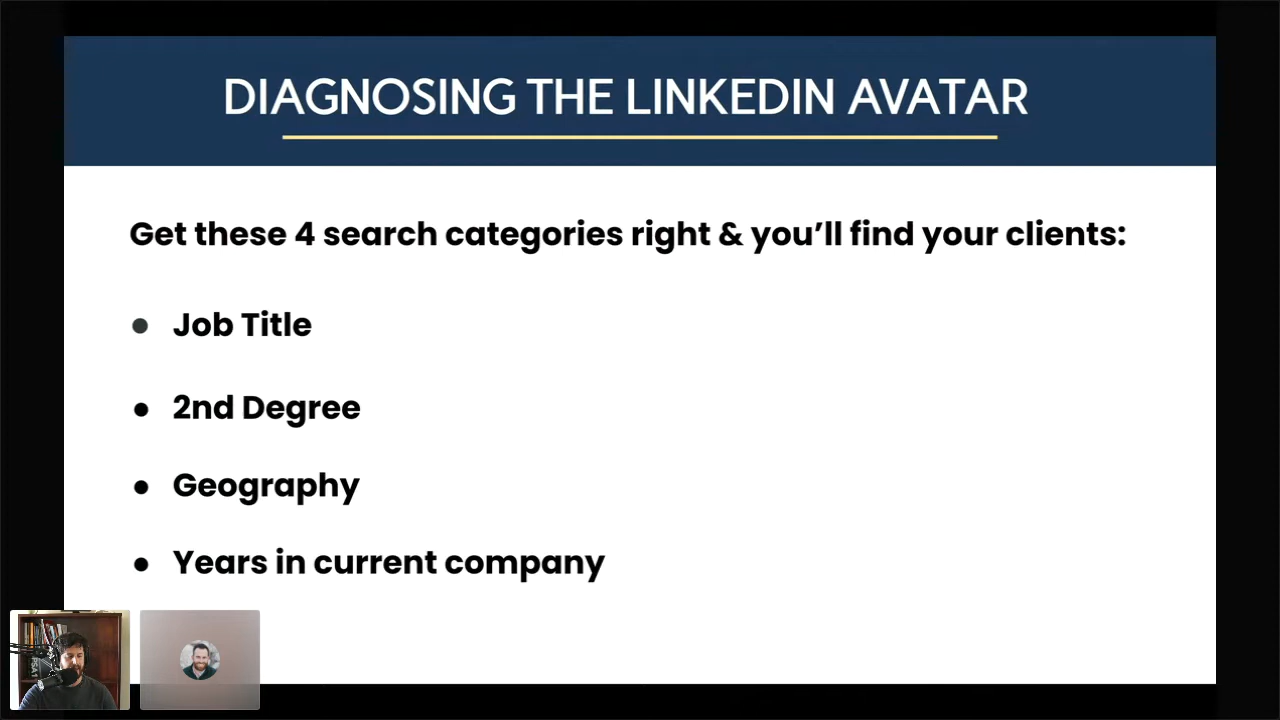 DIAGNOSING THE LINKEDIN AVATAR
Get these 4 search categories right & you’ll find your clients:
● Job Title
● 2nd Degree
● Geography
● Years in current company